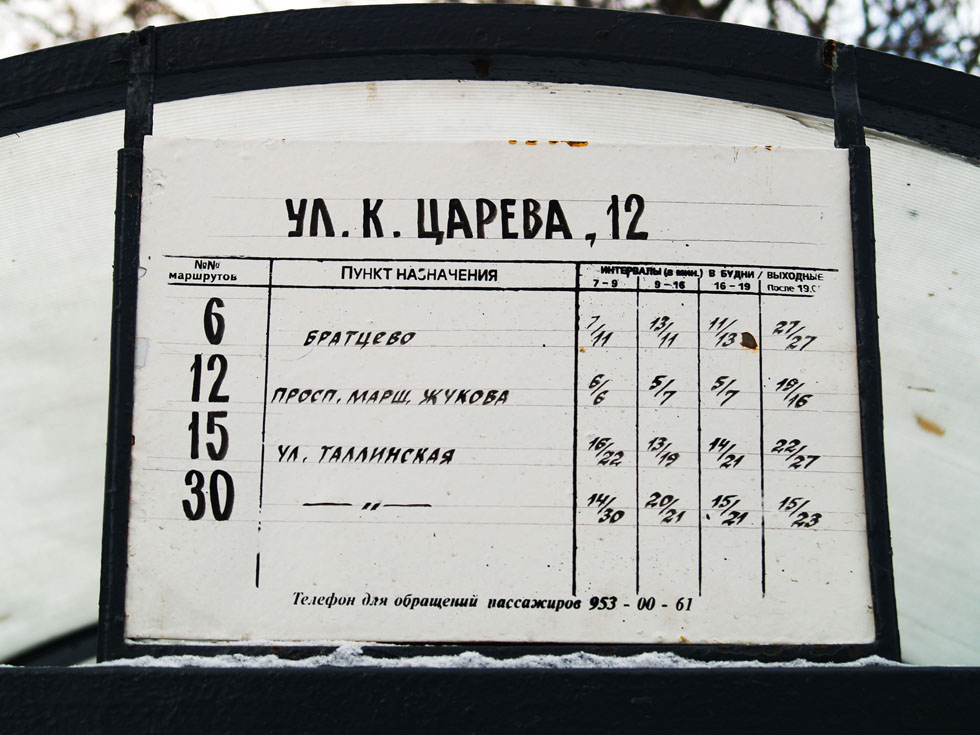 УЛ. К. ЦАРЕВА, 12
№№ маршрутов ПУНКТ НАЗНАЧЕНИЯ ИНТЕРВАЛЫ (в мин.) В БУДНИ / ВЫХОДНЫЕ
7 – 9 9 – 16 16 – 19 После 19.0
6 БРАТЦЕВО 7/11 13/11 11/13 27/27
12 ПРОСП. МАРШ. ЖУКОВА 6/6 5/7 5/7 19/16
15 УЛ. ТАЛЛИНСКАЯ 16/22 13/19 14/21 22/27
30 — „ — 14/30 20/21 15/21 15/23
Телефон для обращений пассажиров 953 - 00 - 61